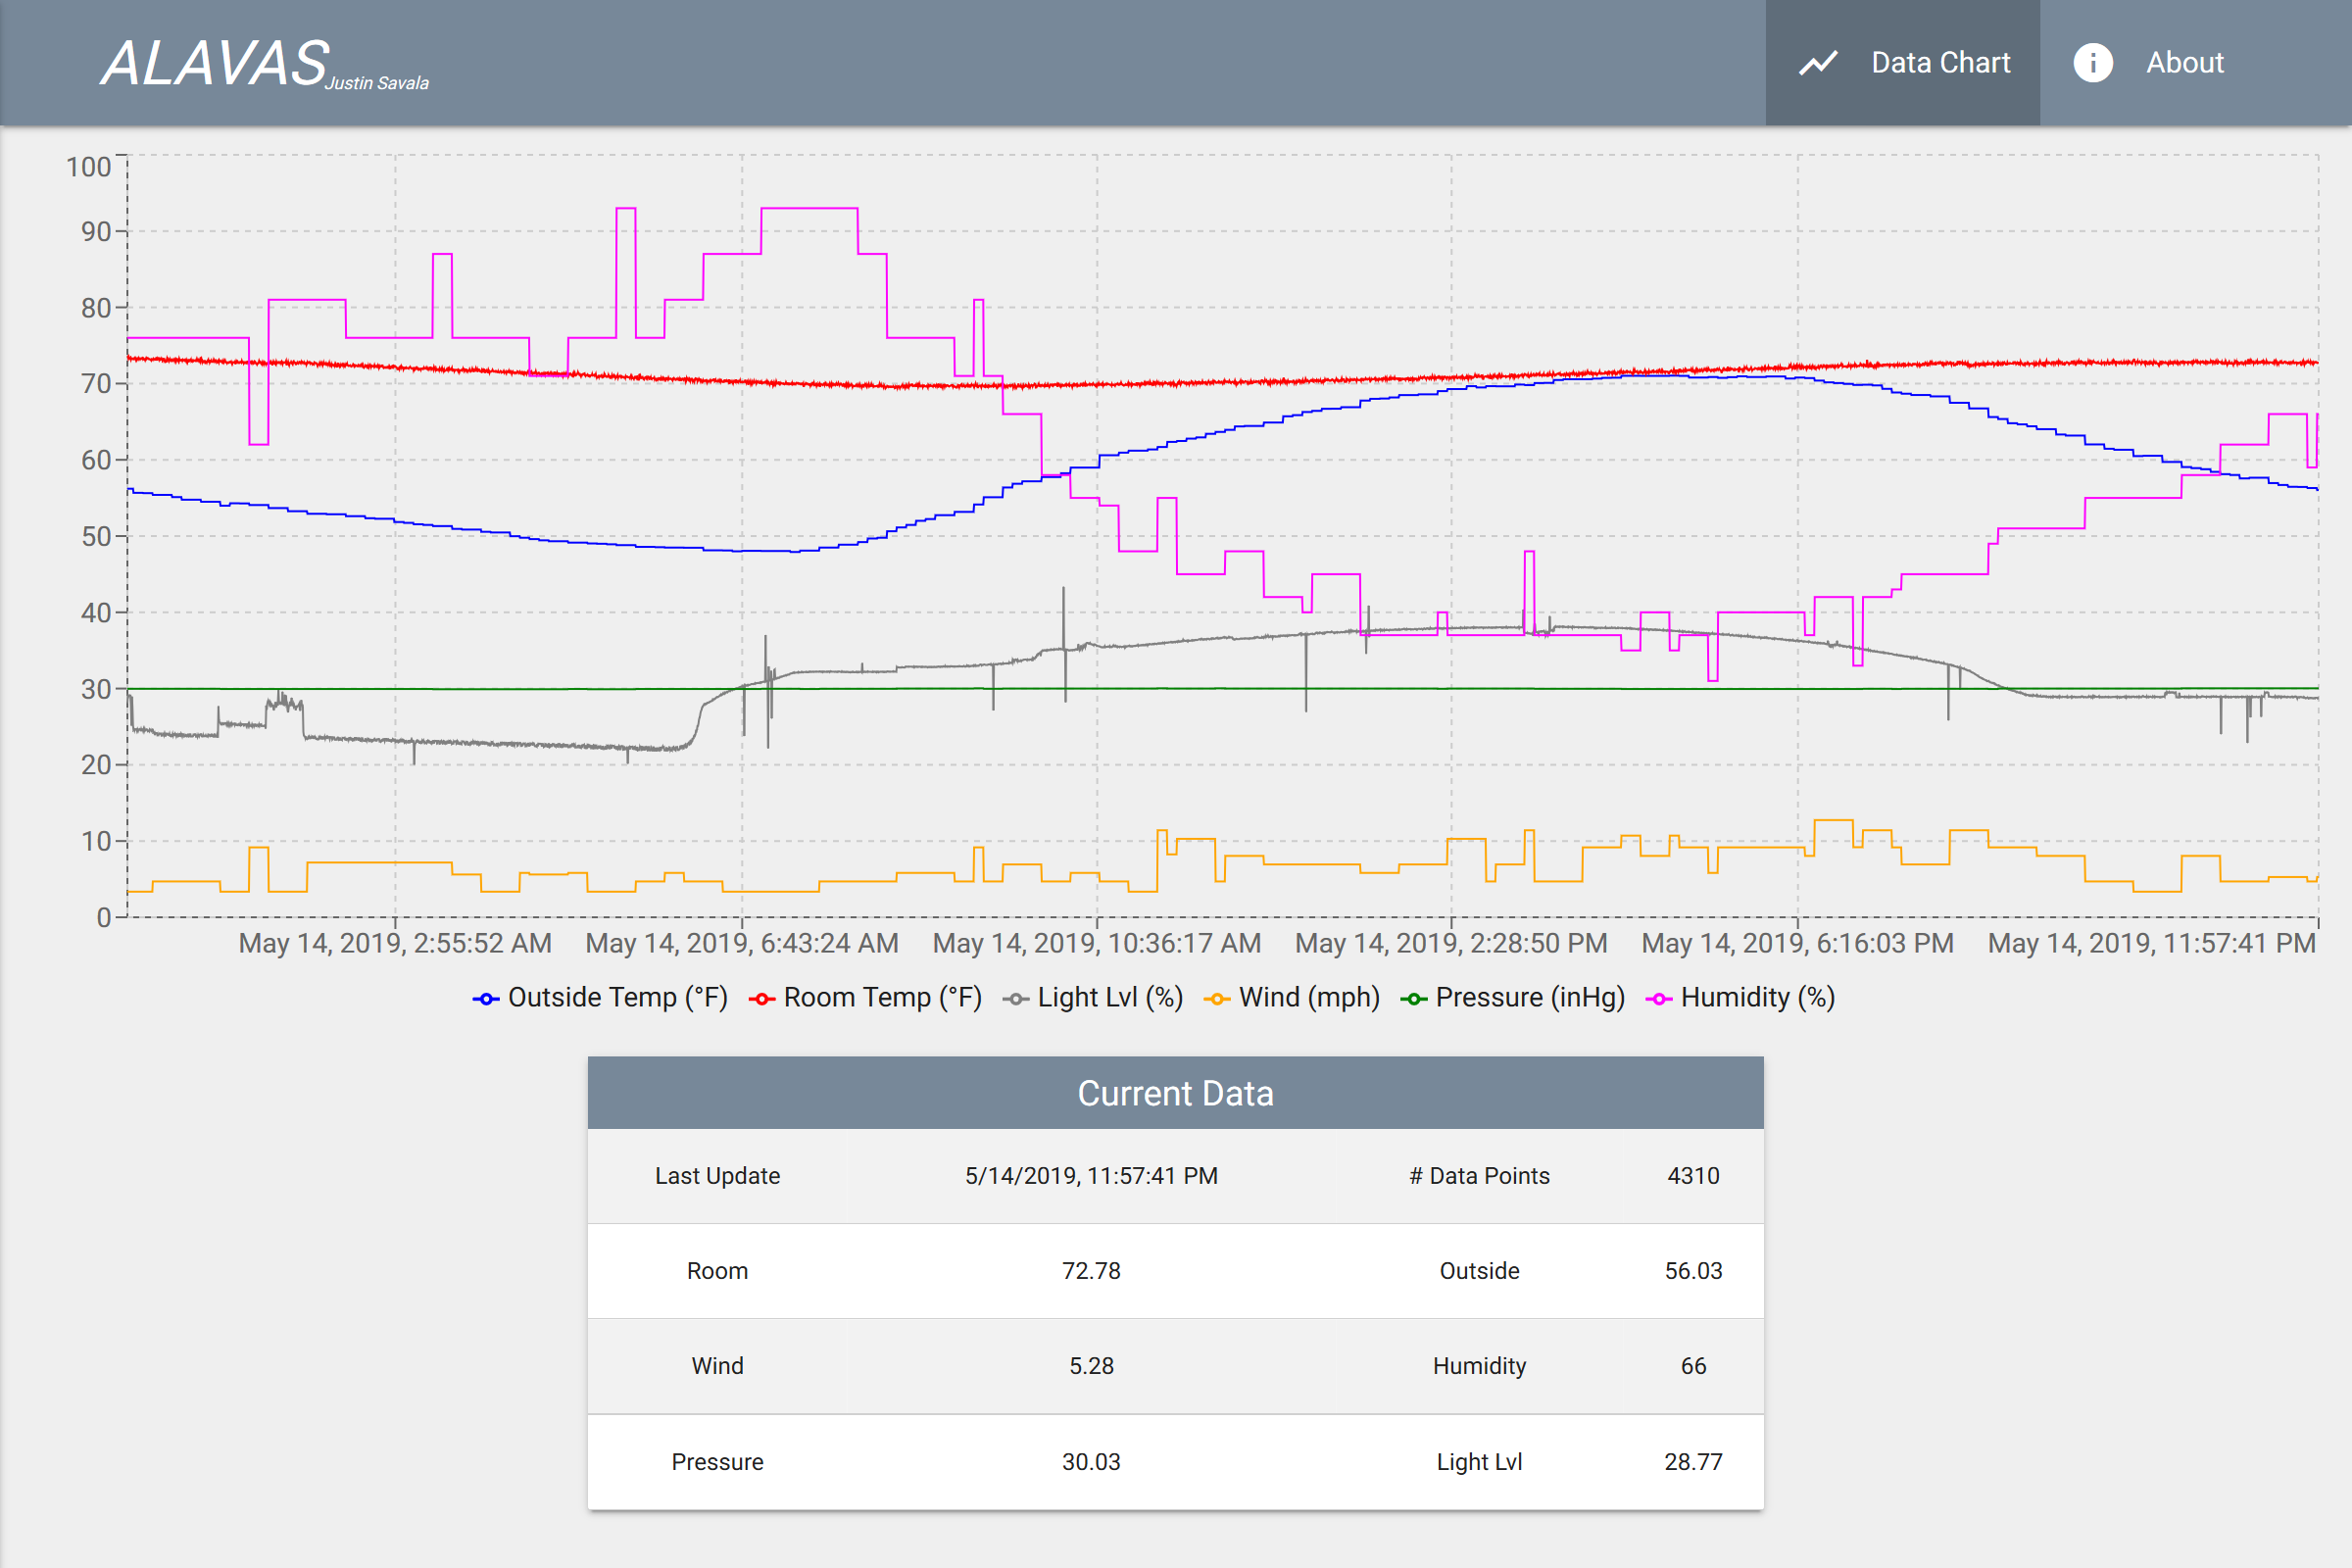 ALAVAS Justin Savala Data Chart About
100
90
80
70
60
50
40
30
20
10
0
May 14, 2019, 2:55:52 AM May 14, 2019, 6:43:24 AM May 14, 2019, 10:36:17 AM May 14, 2019, 2:28:50 PM May 14, 2019, 6:16:03 PM May 14, 2019, 11:57:41 PM
Outside Temp (°F) Room Temp (°F) Light Lvl (%) Wind (mph) Pressure (inHg) Humidity (%)
Current Data
Last Update 5/14/2019, 11:57:41 PM # Data Points 4310
Room 72.78 Outside 56.03
Wind 5.28 Humidity 66
Pressure 30.03 Light Lvl 28.77